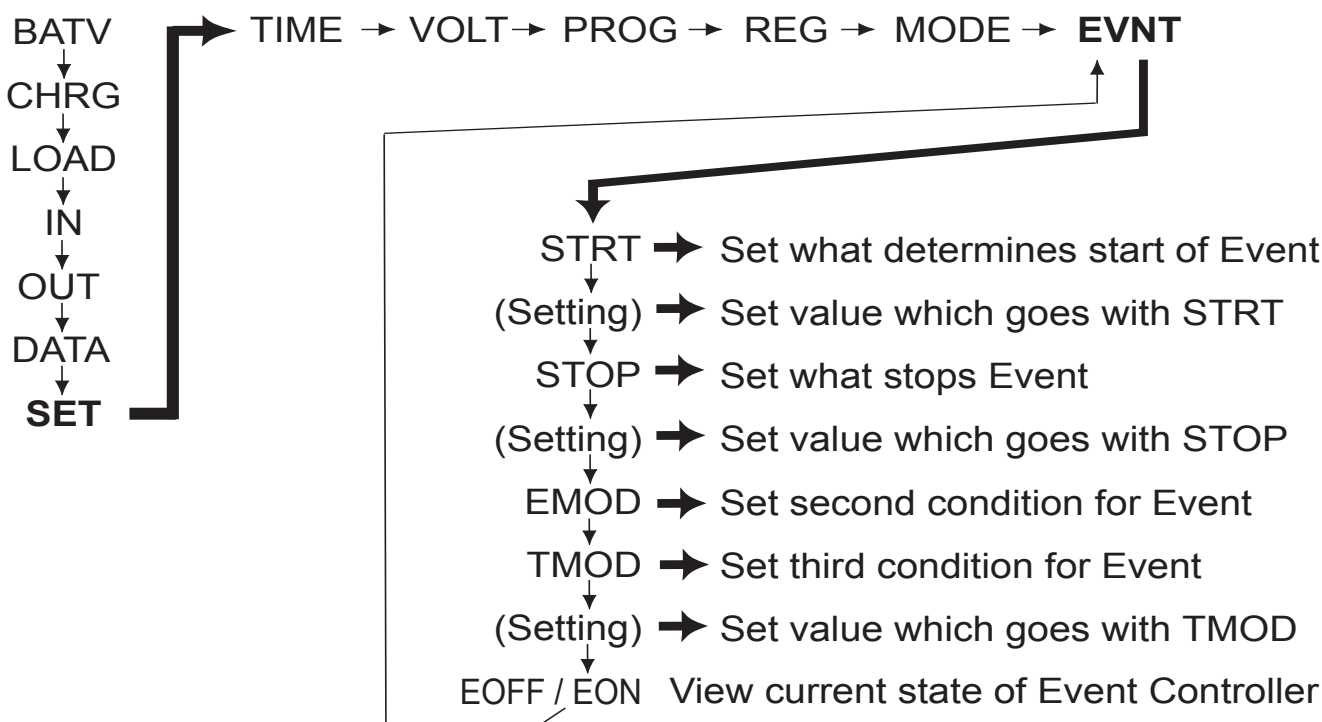 BATV
CHRG
LOAD
IN
OUT
DATA
SET
TIME VOLT PROG REG MODE EVNT
STRT Set what determines start of Event
(Setting) Set value which goes with STRT
STOP Set what stops Event
(Setting) Set value which goes with STOP
EMOD Set second condition for Event
TMOD Set third condition for Event
(Setting) Set value which goes with TMOD
EOFF / EON View current state of Event Controller